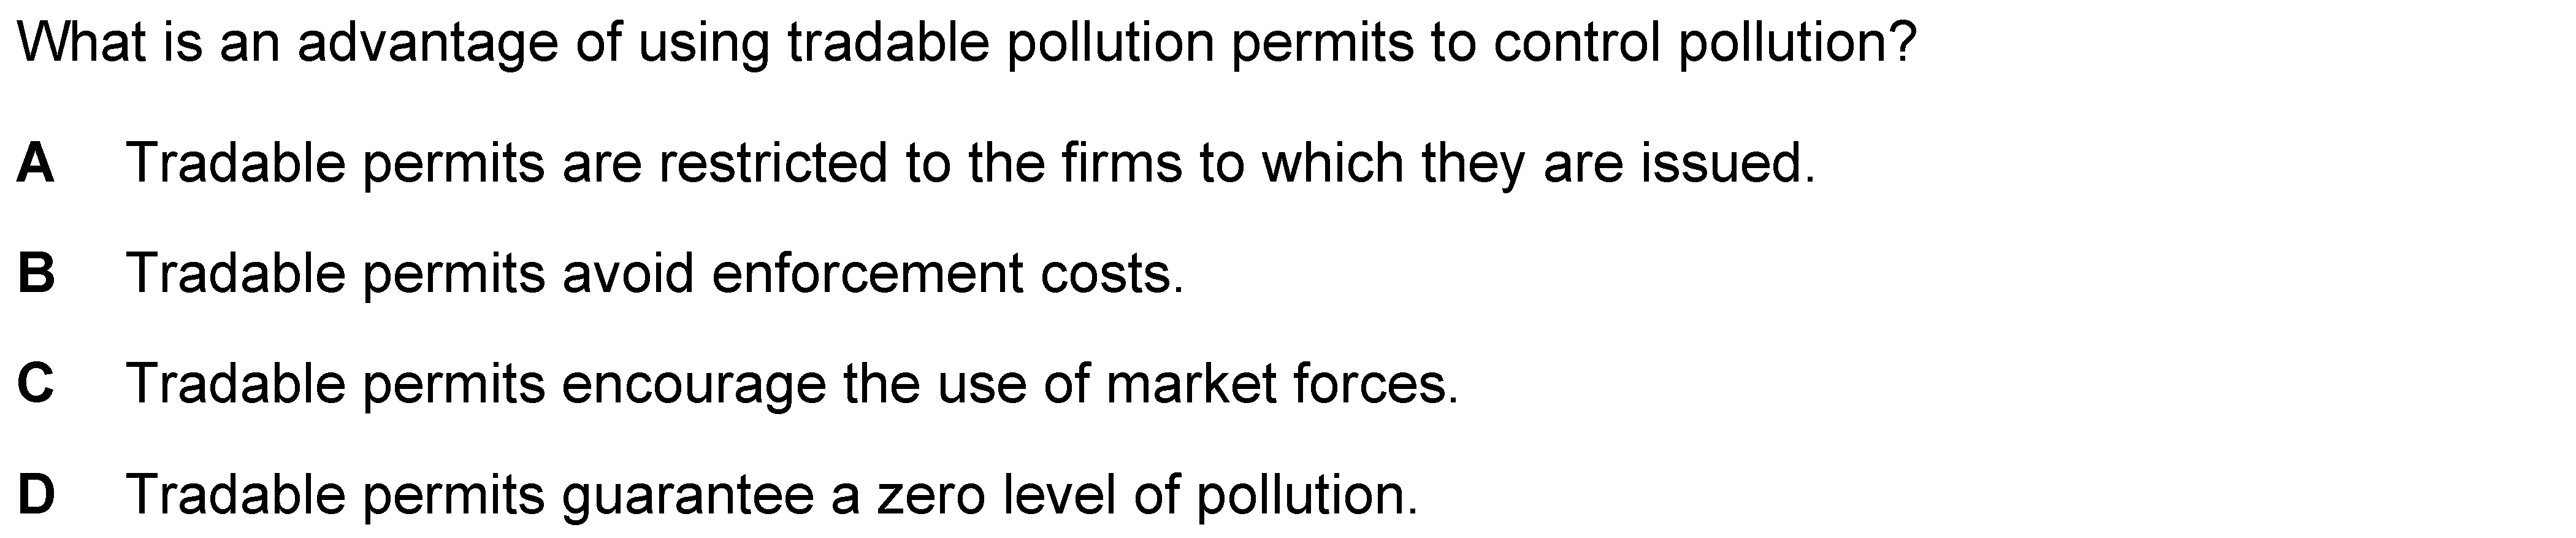 What is an advantage of using tradable pollution permits to control pollution?
A Tradable permits are restricted to the firms to which they are issued.
B Tradable permits avoid enforcement costs.
C Tradable permits encourage the use of market forces.
D Tradable permits guarantee a zero level of pollution.